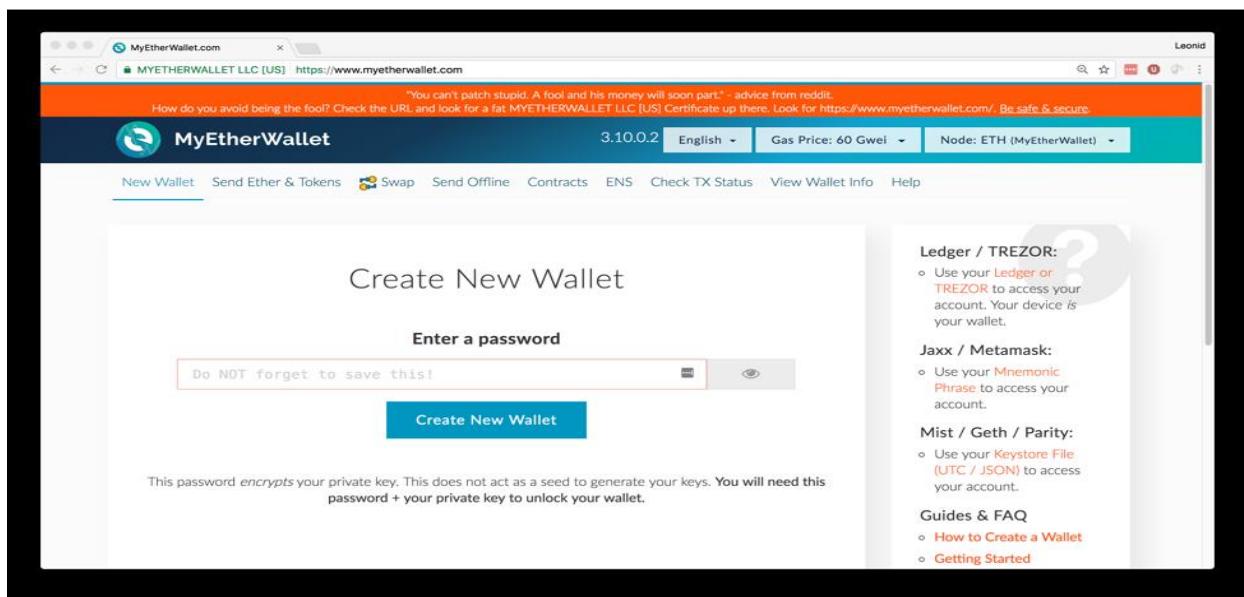 MyEtherWallet.com
Leonid
MYETHERWALLET LLC [US] https://www.myetherwallet.com
"You can't patch stupid. A fool and his money will soon part." - advice from reddit.
How do you avoid being the fool? Check the URL and look for a fat MYETHERWALLET LLC [US] Certificate up there. Look for https://www.myetherwallet.com/. Be safe & secure.
MyEtherWallet 3.10.0.2 English Gas Price: 60 Gwei Node: ETH (MyEtherWallet)
New Wallet Send Ether & Tokens Swap Send Offline Contracts ENS Check TX Status View Wallet Info Help
Create New Wallet
Enter a password
Do NOT forget to save this!
Create New Wallet
This password encrypts your private key. This does not act as a seed to generate your keys. You will need this
password + your private key to unlock your wallet.
Ledger / TREZOR:
Use your Ledger or
TREZOR to access your
account. Your device is
your wallet.
Jaxx / Metamask:
Use your Mnemonic
Phrase to access your
account.
Mist / Geth / Parity:
Use your Keystore File
(UTC / JSON) to access
your account.
Guides & FAQ
How to Create a Wallet
Getting Started